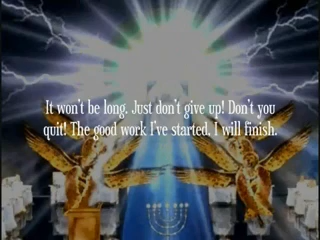 It won't be long. Just don't give up! Don't you
quit! The good work I've started, I will finish.